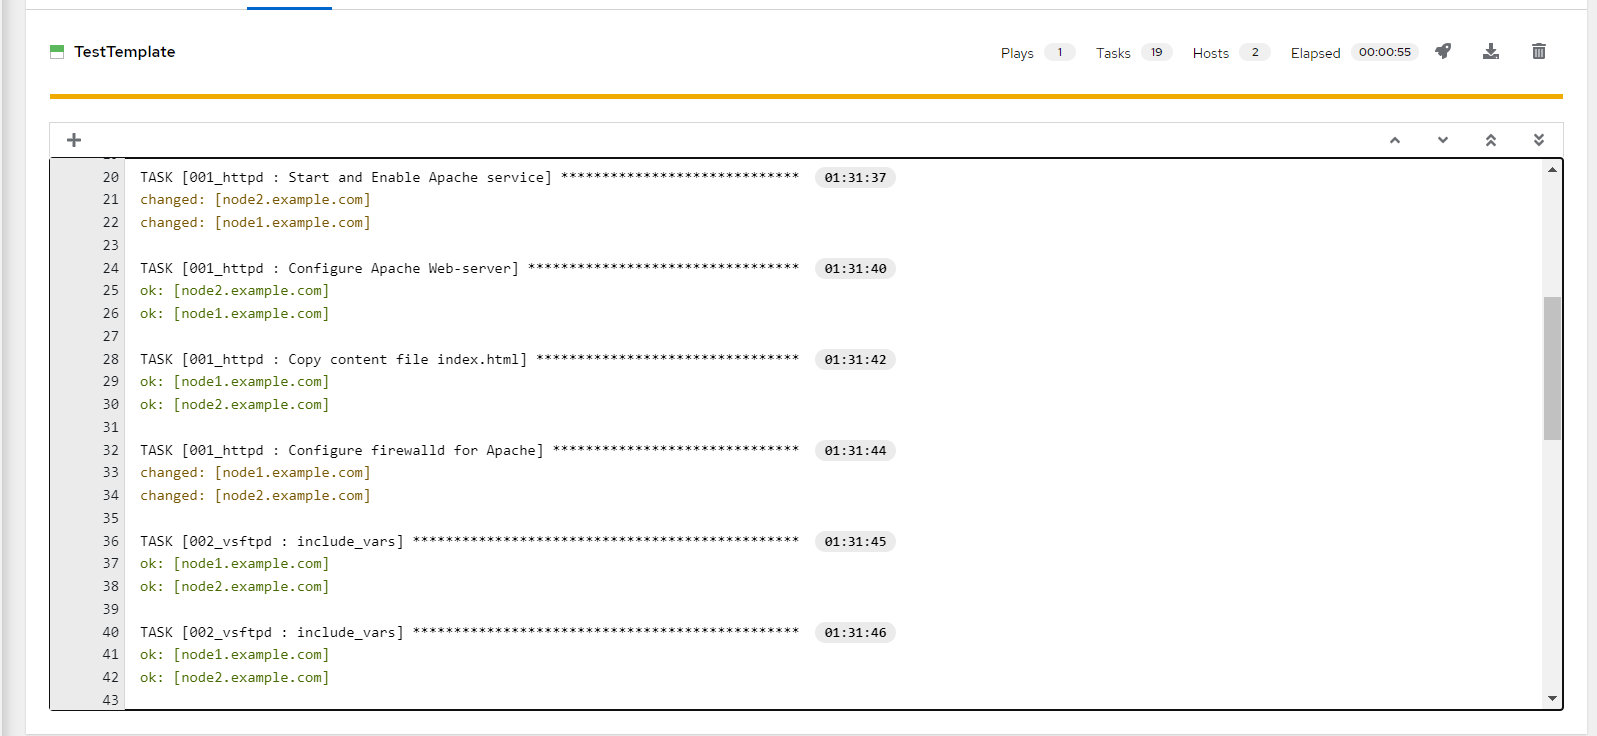 TestTemplate Plays 1 Tasks 19 Hosts 2 Elapsed 00:00:55
20 TASK [001_httpd : Start and Enable Apache service] ***************************** 01:31:37
21 changed: [node2.example.com]
22 changed: [node1.example.com]
23
24 TASK [001_httpd : Configure Apache Web-server] ********************************* 01:31:40
25 ok: [node2.example.com]
26 ok: [node1.example.com]
27
28 TASK [001_httpd : Copy content file index.html] ******************************** 01:31:42
29 ok: [node1.example.com]
30 ok: [node2.example.com]
31
32 TASK [001_httpd : Configure firewalld for Apache] ****************************** 01:31:44
33 changed: [node1.example.com]
34 changed: [node2.example.com]
35
36 TASK [002_vsftpd : include_vars] *********************************************** 01:31:45
37 ok: [node1.example.com]
38 ok: [node2.example.com]
39
40 TASK [002_vsftpd : include_vars] *********************************************** 01:31:46
41 ok: [node1.example.com]
42 ok: [node2.example.com]
43